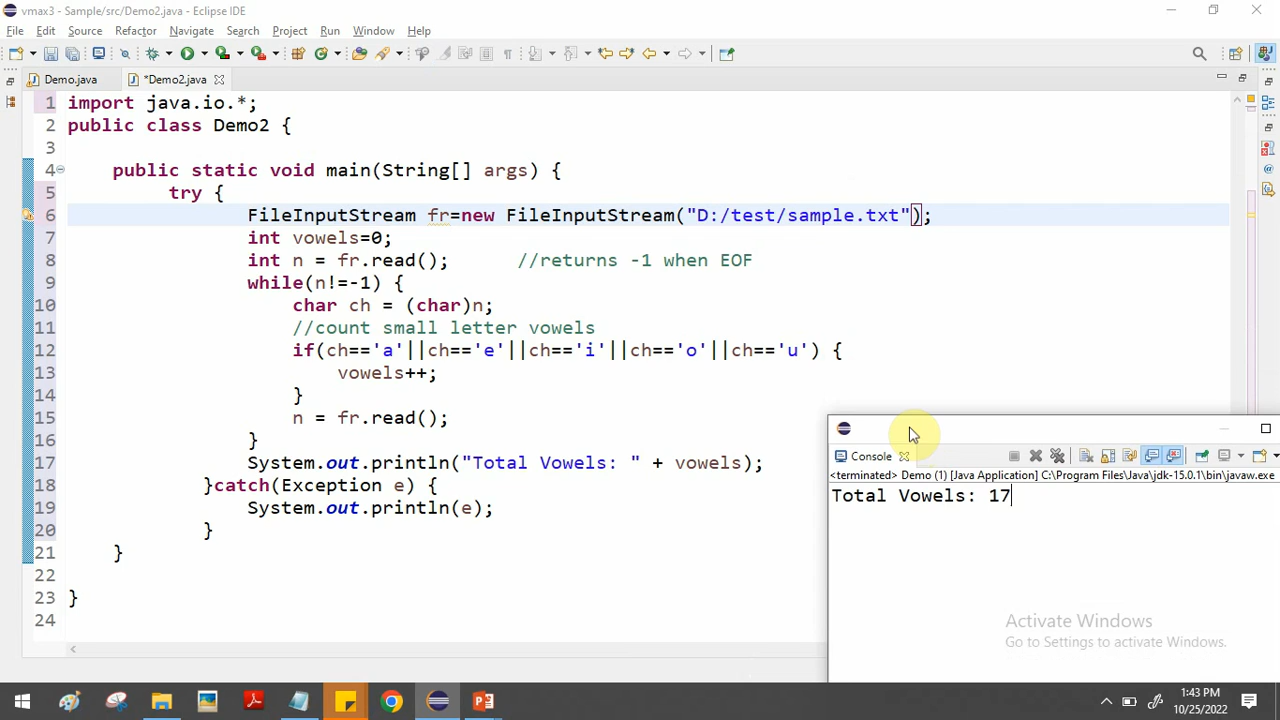 vmax3 - Sample/src/Demo2.java - Eclipse IDE
File Edit Source Refactor Navigate Search Project Run Window Help
Demo.java *Demo2.java
1 import java.io.*;
2 public class Demo2 {
3
4 public static void main(String[] args) {
5 try {
6 FileInputStream fr=new FileInputStream("D:/test/sample.txt");
7 int vowels=0;
8 int n = fr.read(); //returns -1 when EOF
9 while(n!=-1) {
10 char ch = (char)n;
11 //count small letter vowels
12 if(ch=='a'||ch=='e'||ch=='i'||ch=='o'||ch=='u') {
13 vowels++;
14 }
15 n = fr.read();
16 }
17 System.out.println("Total Vowels: " + vowels);
18 }catch(Exception e) {
19 System.out.println(e);
20 }
21 }
22
23 }
24
Console
<terminated> Demo (1) [Java Application] C:\Program Files\Java\jdk-15.0.1\bin\javaw.exe
Total Vowels: 17
Activate Windows
Go to Settings to activate Windows.
1:43 PM
10/25/2022